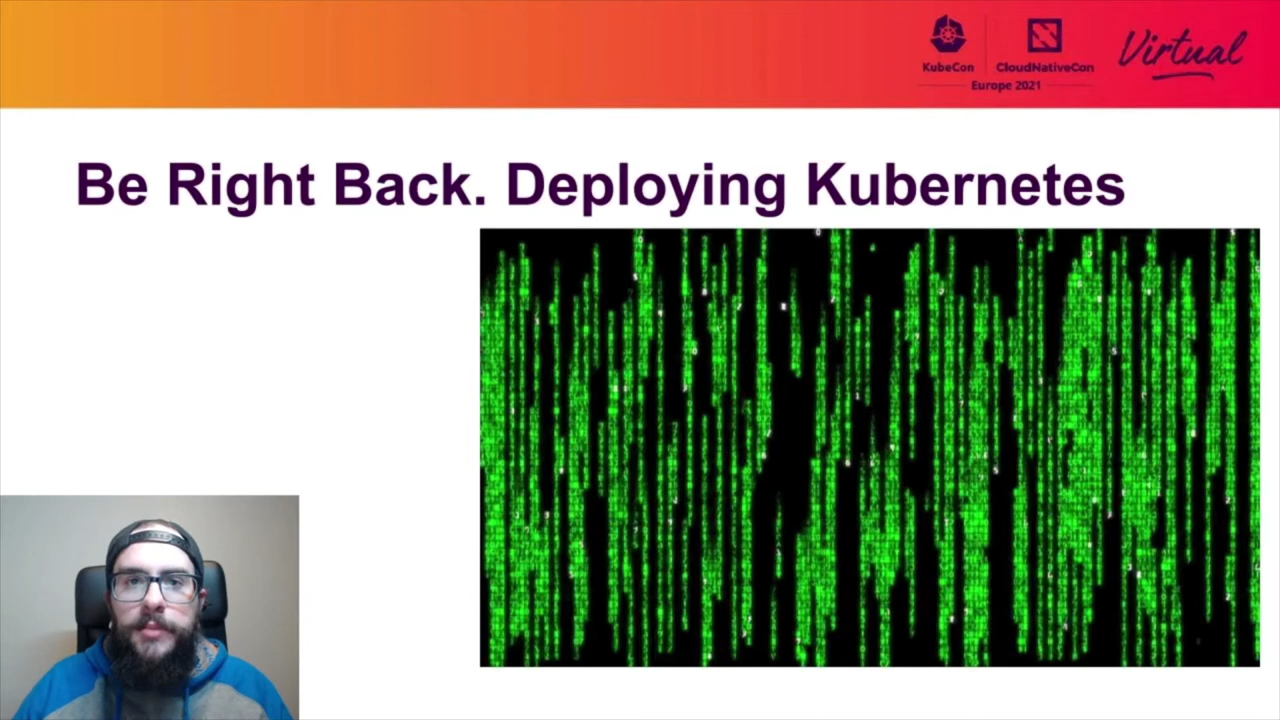 KubeCon
CloudNativeCon
Europe 2021
Virtual
Be Right Back. Deploying Kubernetes